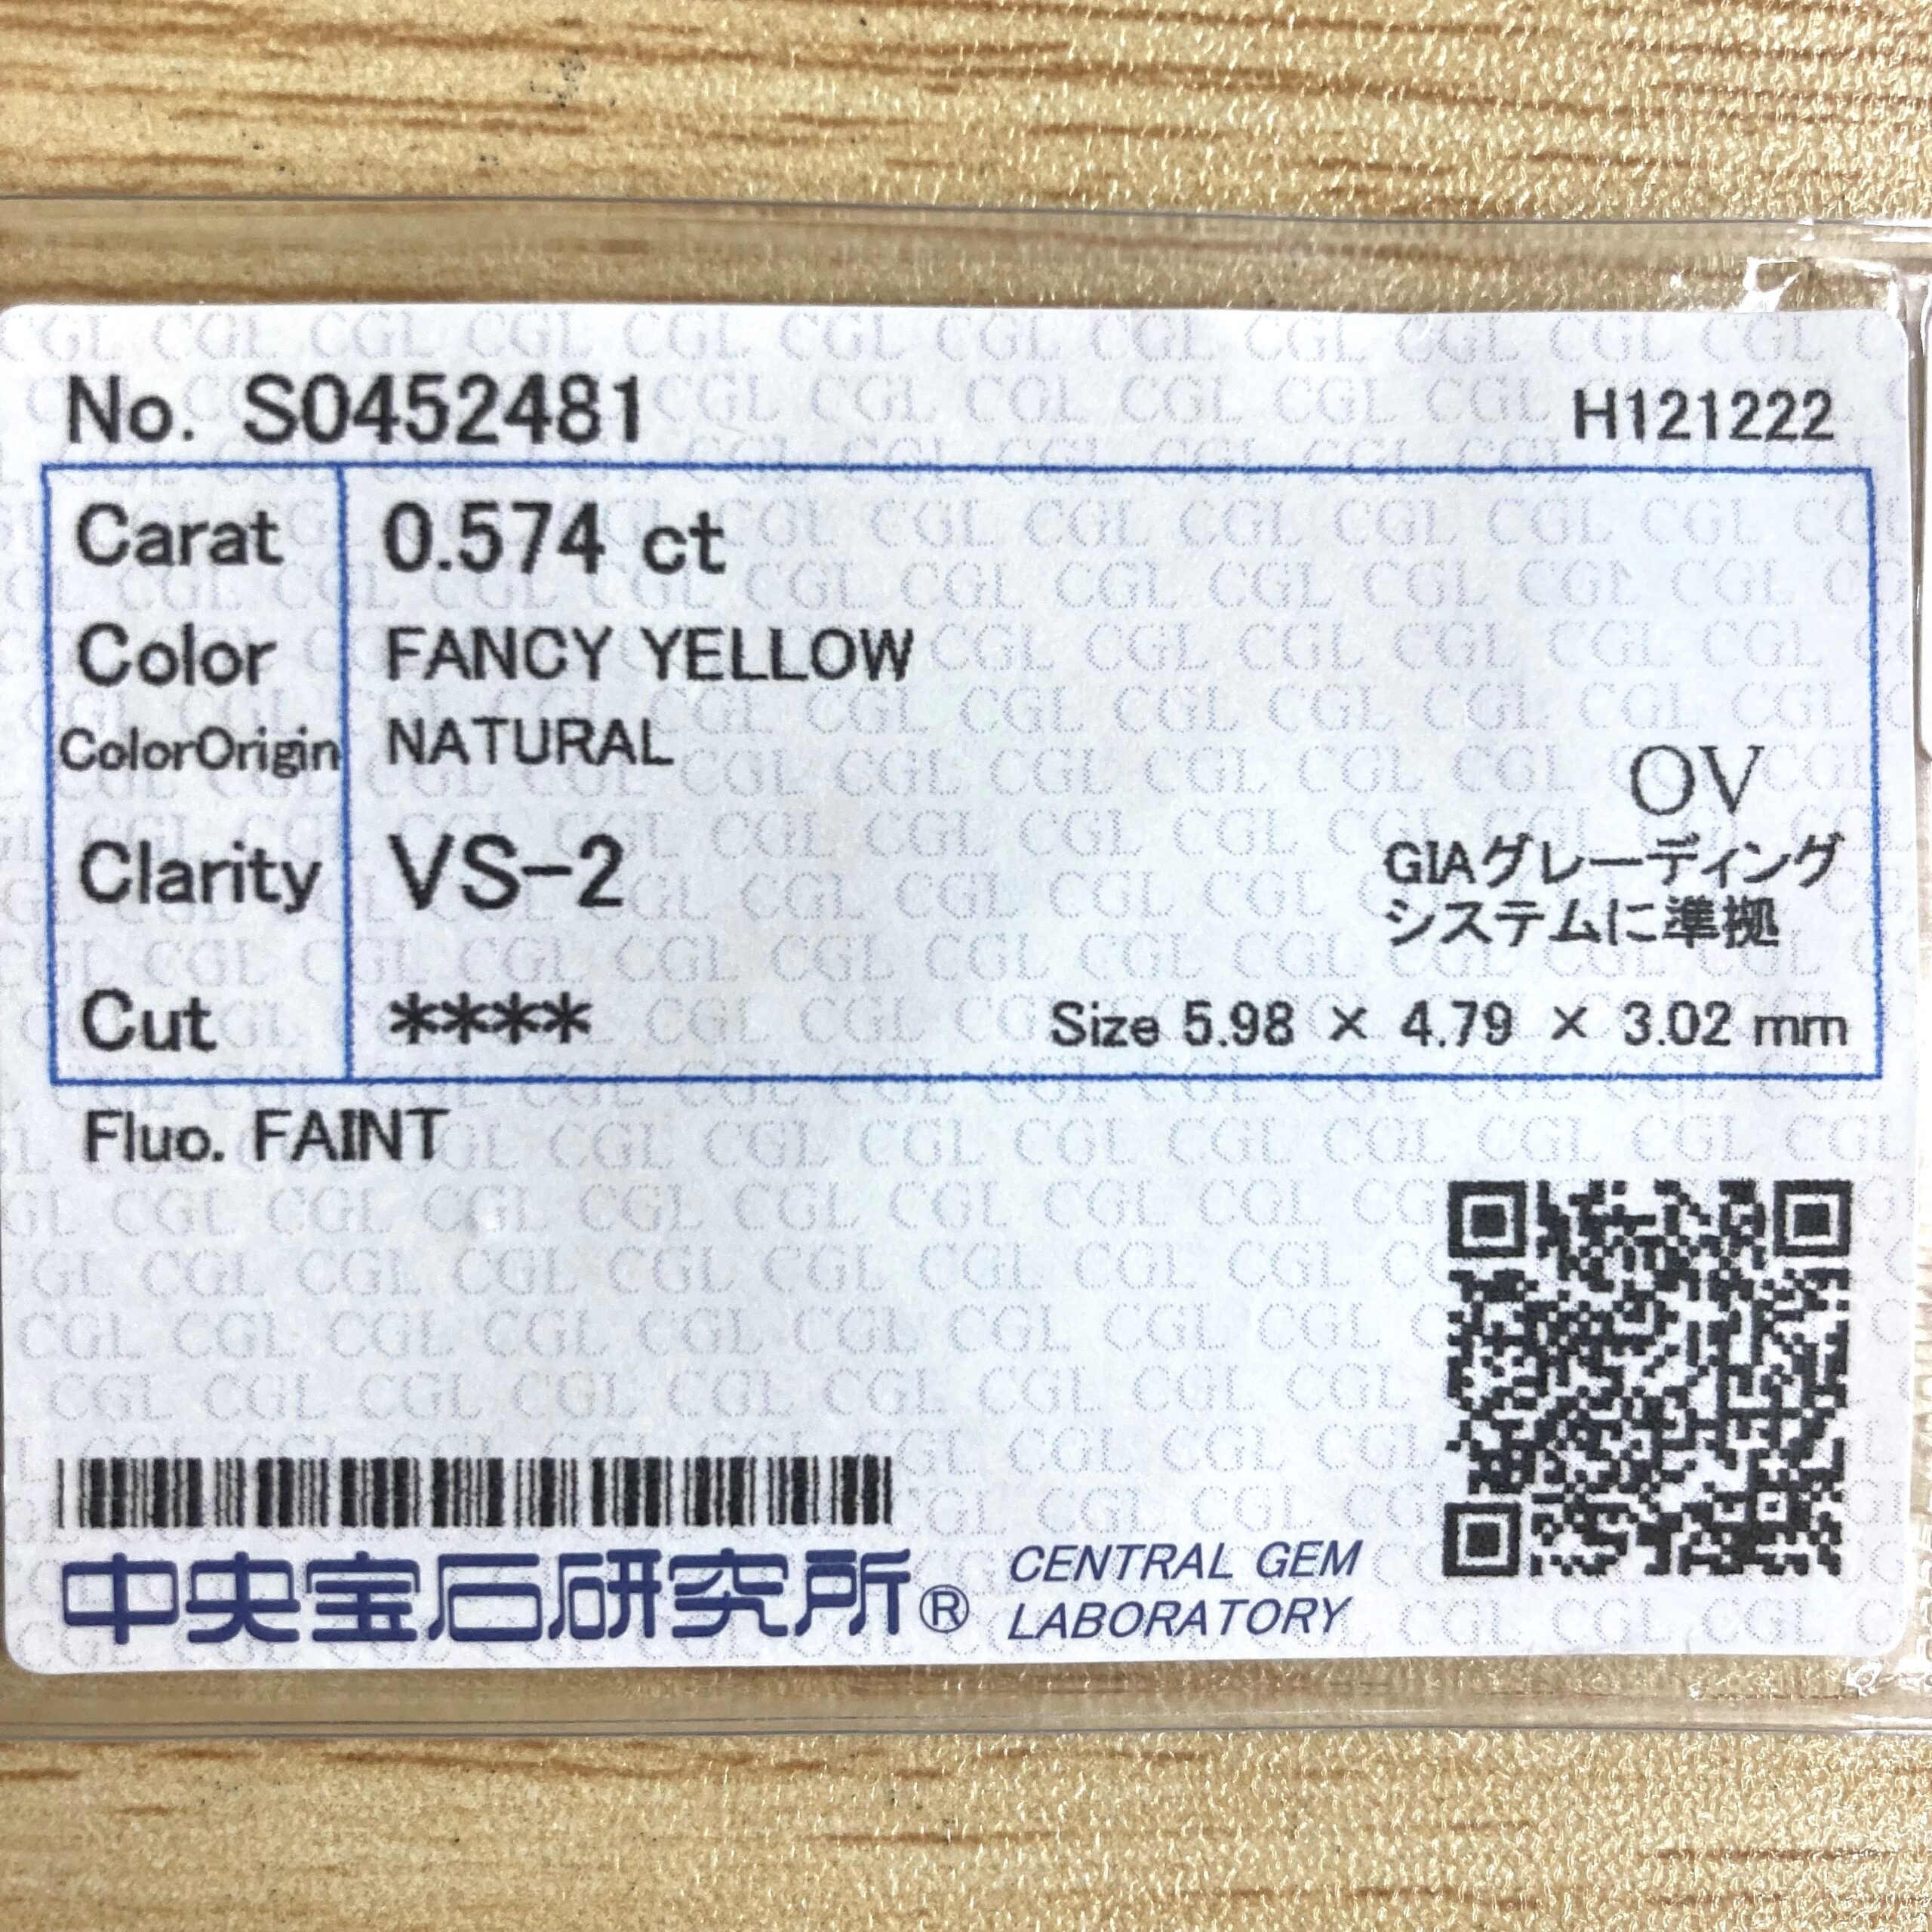 No. S0452481
H121222
Carat 0.574 ct
Color FANCY YELLOW
ColorOrigin NATURAL
OV
Clarity VS-2
GIAグレーディング
システムに準拠
Cut ****
Size 5.98 × 4.79 × 3.02 mm
Fluo. FAINT
中央宝石研究所®
CENTRAL GEM
LABORATORY